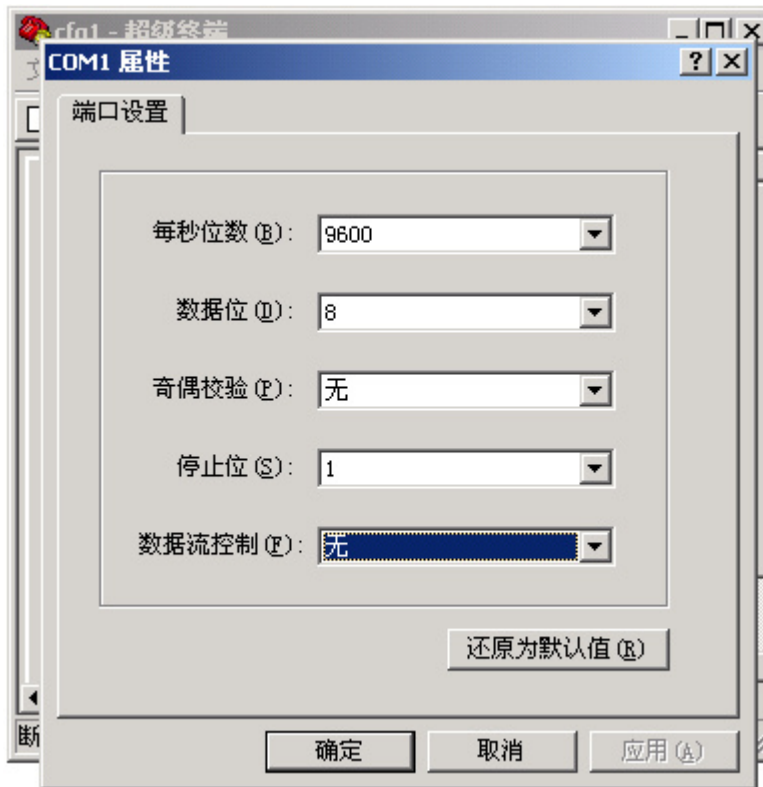 cfg1 - 超级终端
COM1 属性
端口设置
每秒位数(B): 9600
数据位(D): 8
奇偶校验(P): 无
停止位(S): 1
数据流控制(F): 无
还原为默认值(R)
断
确定 取消 应用(A)